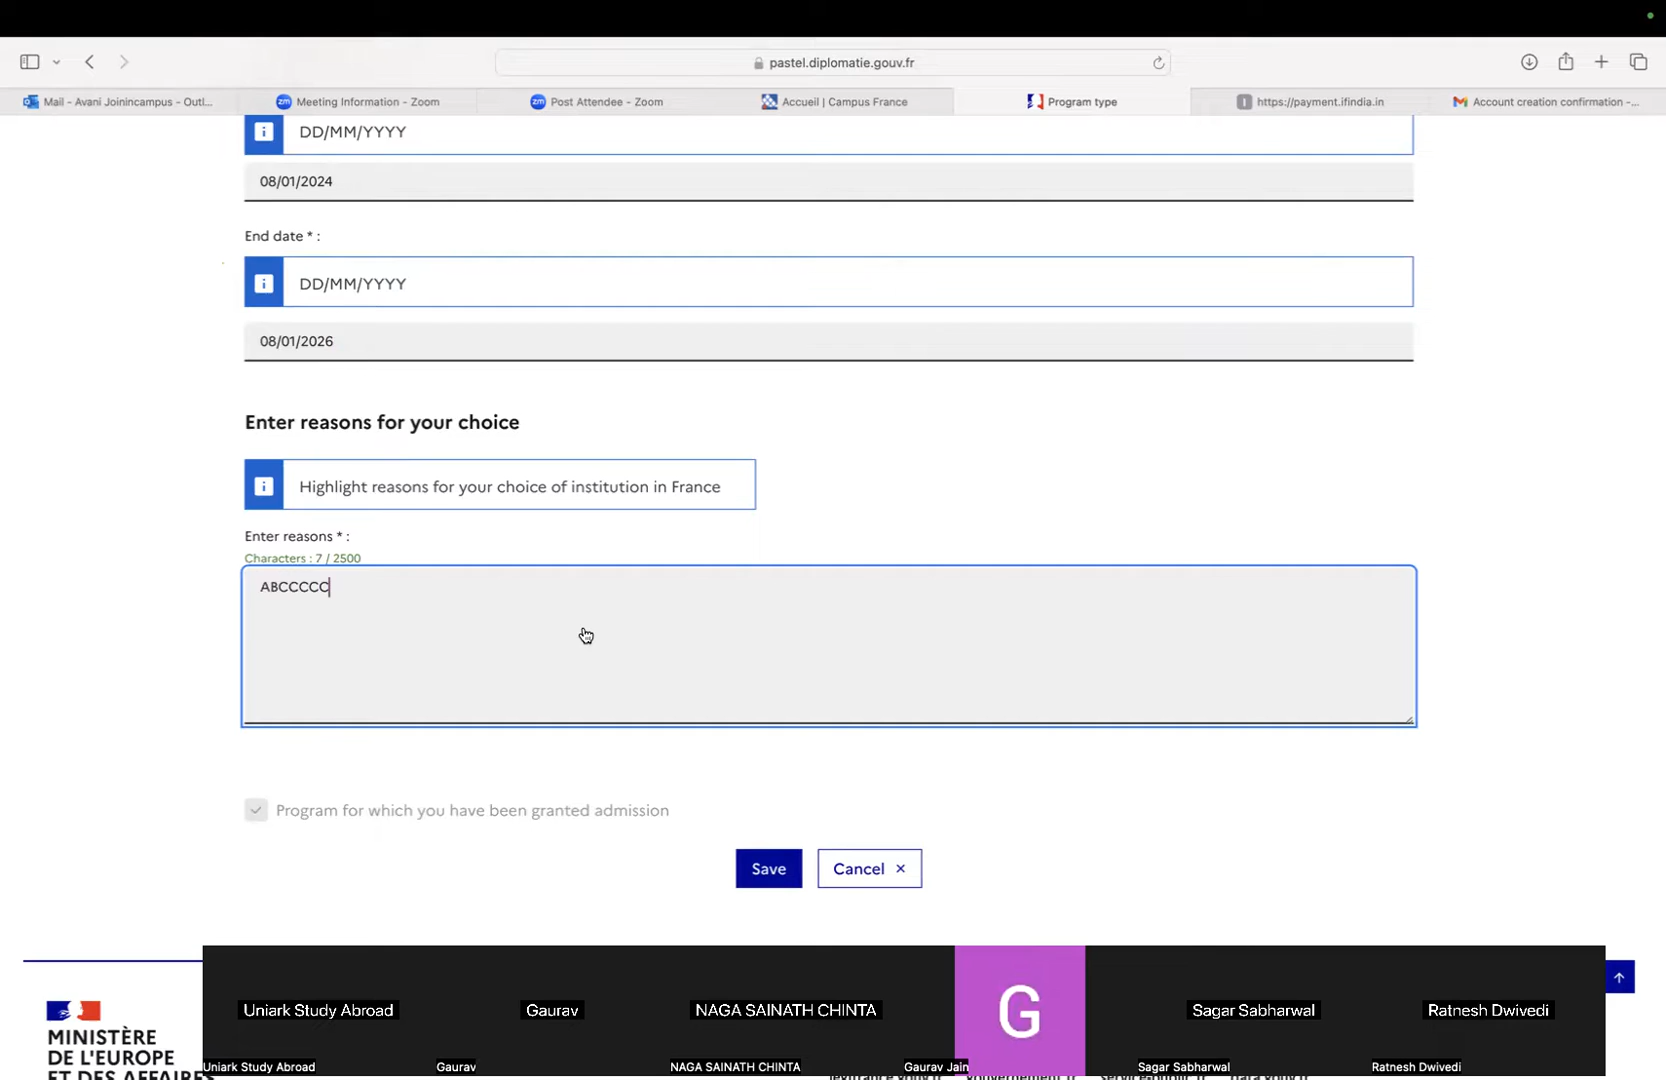 pastel.diplomatie.gouv.fr
Mail - Avani Joinincampus - Outl...
Meeting Information - Zoom
Post Attendee - Zoom
Accueil | Campus France
Program type
https://payment.ifindia.in
Account creation confirmation -...
DD/MM/YYYY
08/01/2024
End date * :
DD/MM/YYYY
08/01/2026
Enter reasons for your choice
Highlight reasons for your choice of institution in France
Enter reasons * :
Characters : 7 / 2500
ABCCCCC
Program for which you have been granted admission
Save
Cancel ×
MINISTÈRE
DE L'EUROPE
ET DES AFFAIRES
Uniark Study Abroad
Gaurav
NAGA SAINATH CHINTA
G
Sagar Sabharwal
Ratnesh Dwivedi
Uniark Study Abroad
Gaurav
NAGA SAINATH CHINTA
Gaurav Jain
Sagar Sabharwal
Ratnesh Dwivedi